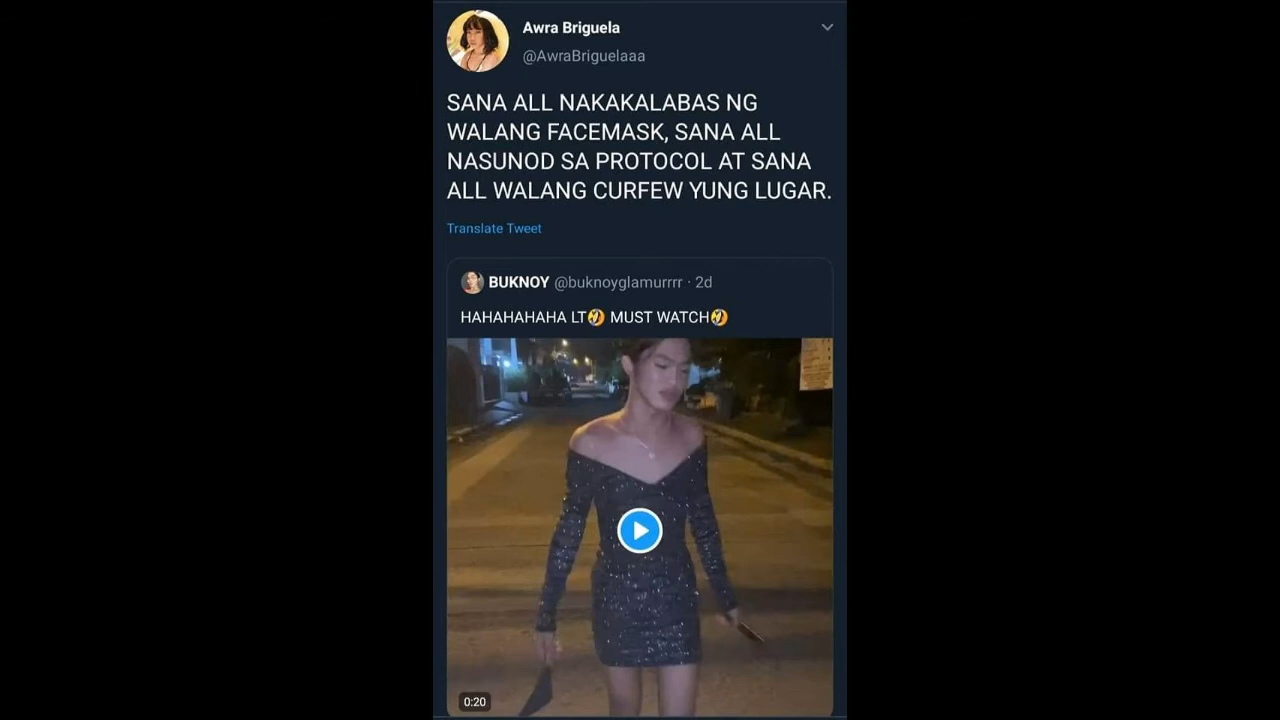 Awra Briguela
@AwraBriguelaaa
SANA ALL NAKAKALABAS NG
WALANG FACEMASK, SANA ALL
NASUNOD SA PROTOCOL AT SANA
ALL WALANG CURFEW YUNG LUGAR.
Translate Tweet
BUKNOY @buknoyglamurrrr · 2d
HAHAHAHAHA LT🤣 MUST WATCH🤣
0:20